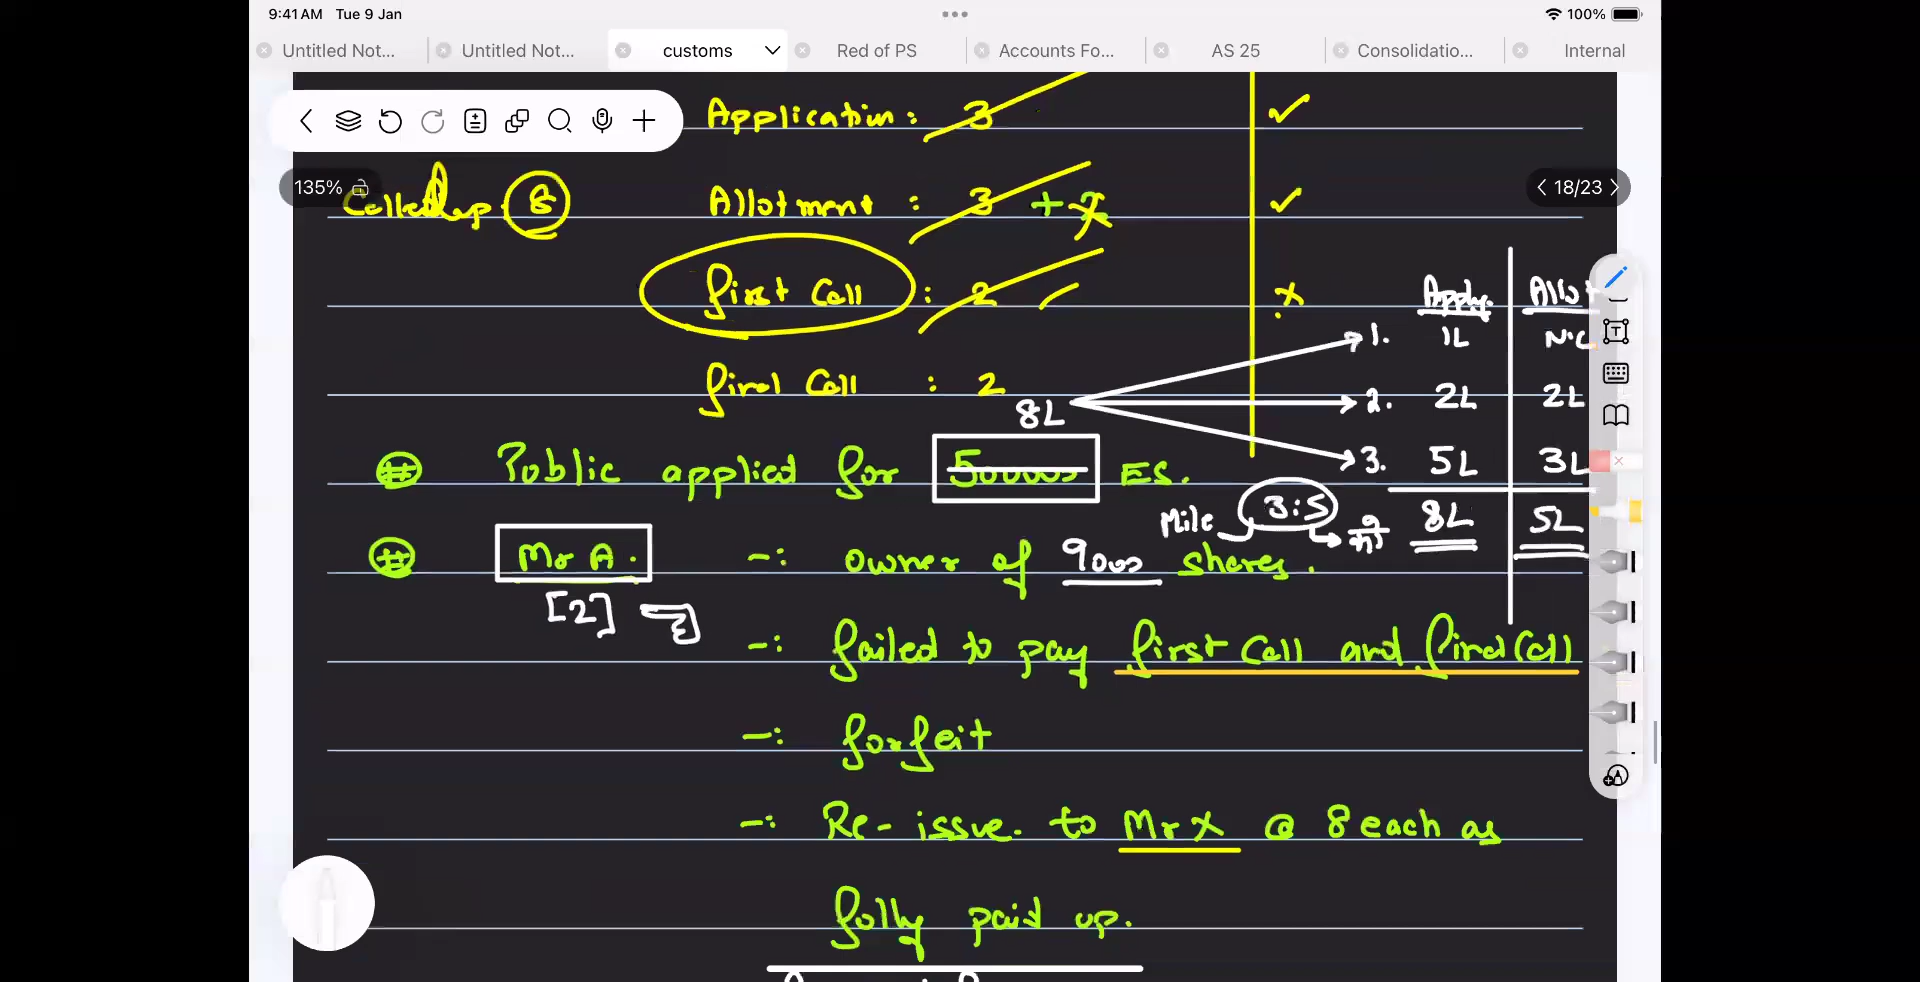 9:41 AM Tue 9 Jan
100%
Untitled Not...
Untitled Not...
customs
Red of PS
Accounts Fo...
AS 25
Consolidatio...
Internal
135%
18/23
Application : 3
Called up 8
Allotment : 3 +
first Call : 2
final Call : 2
Apply. Allot
1. 1L
2. 2L 2L
3. 5L 3L
8L 5L
8L
# Public applied for 500000 ES.
3:5
# Mr A. -: owner of 9000 shares.
[2]
-: failed to pay first Call and final Call
-: forfeit
-: Re-issue. to Mr X @ 8 each as
fully paid up.